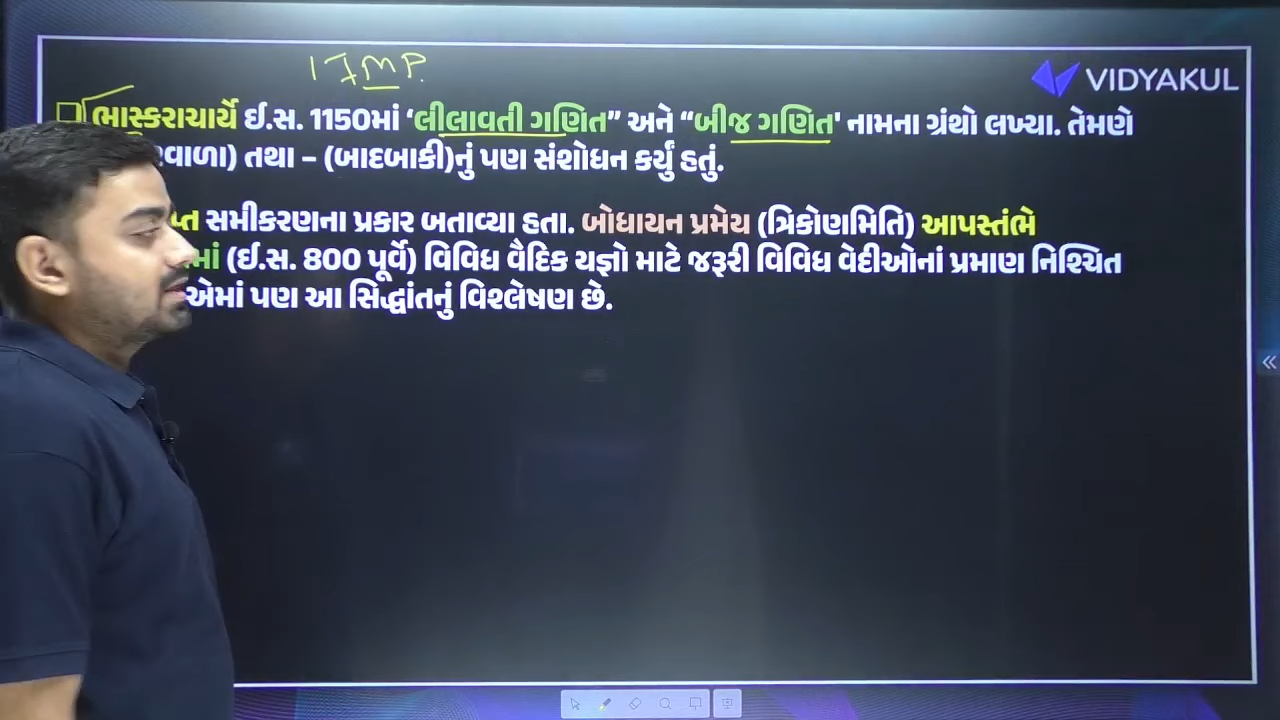 1 IMP.
VIDYAKUL
ભાસ્કરાચાર્યે ઈ.સ. 1150માં ‘લીલાવતી ગણિત” અને “બીજ ગણિત' નામના ગ્રંથો લખ્યા. તેમણે
તથા – (બાદબાકી)નું પણ સંશોધન કર્યું હતું.
સમીકરણના પ્રકાર બતાવ્યા હતા. બોધાયન પ્રમેય (ત્રિકોણમિતિ) આપસ્તંભે
(ઈ.સ. 800 પૂર્વે) વિવિધ વૈદિક યજ્ઞો માટે જરૂરી વિવિધ વેદીઓનાં પ્રમાણ નિશ્ચિત
એમાં પણ આ સિદ્ધાંતનું વિશ્લેષણ છે.